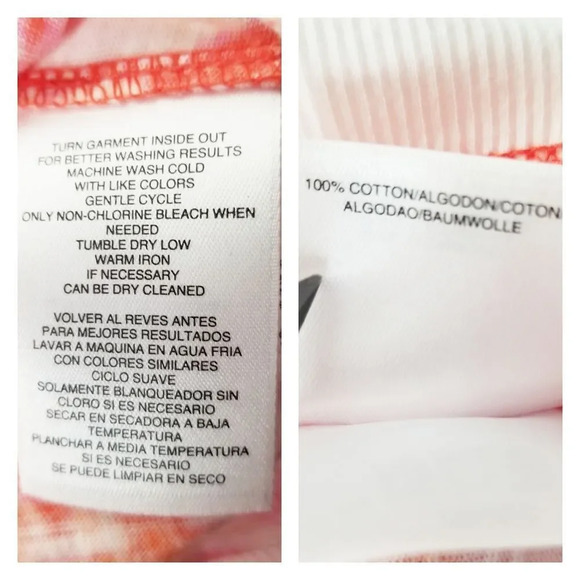 TURN GARMENT INSIDE OUT
FOR BETTER WASHING RESULTS
MACHINE WASH COLD
WITH LIKE COLORS
GENTLE CYCLE
ONLY NON-CHLORINE BLEACH WHEN
NEEDED
TUMBLE DRY LOW
WARM IRON
IF NECESSARY
CAN BE DRY CLEANED
VOLVER AL REVES ANTES
PARA MEJORES RESULTADOS
LAVAR A MAQUINA EN AGUA FRIA
CON COLORES SIMILARES
CICLO SUAVE
SOLAMENTE BLANQUEADOR SIN
CLORO SI ES NECESARIO
SECAR EN SECADORA A BAJA
TEMPERATURA
PLANCHAR A MEDIA TEMPERATURA
SI ES NECESARIO
SE PUEDE LIMPIAR EN SECO
100% COTTON/ALGODON/COTON
ALGODAO/BAUMWOLLE